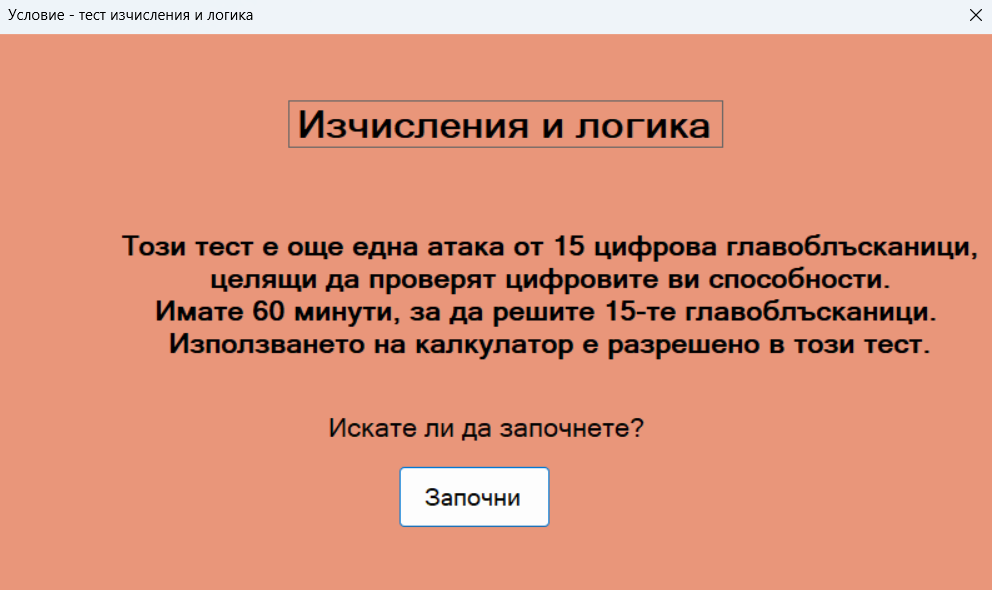 Условие - тест изчисления и логика
Изчисления и логика
Този тест е още една атака от 15 цифрова главоблъсканици,
целящи да проверят цифровите ви способности.
Имате 60 минути, за да решите 15-те главоблъсканици.
Използването на калкулатор е разрешено в този тест.
Искате ли да започнете?
Започни